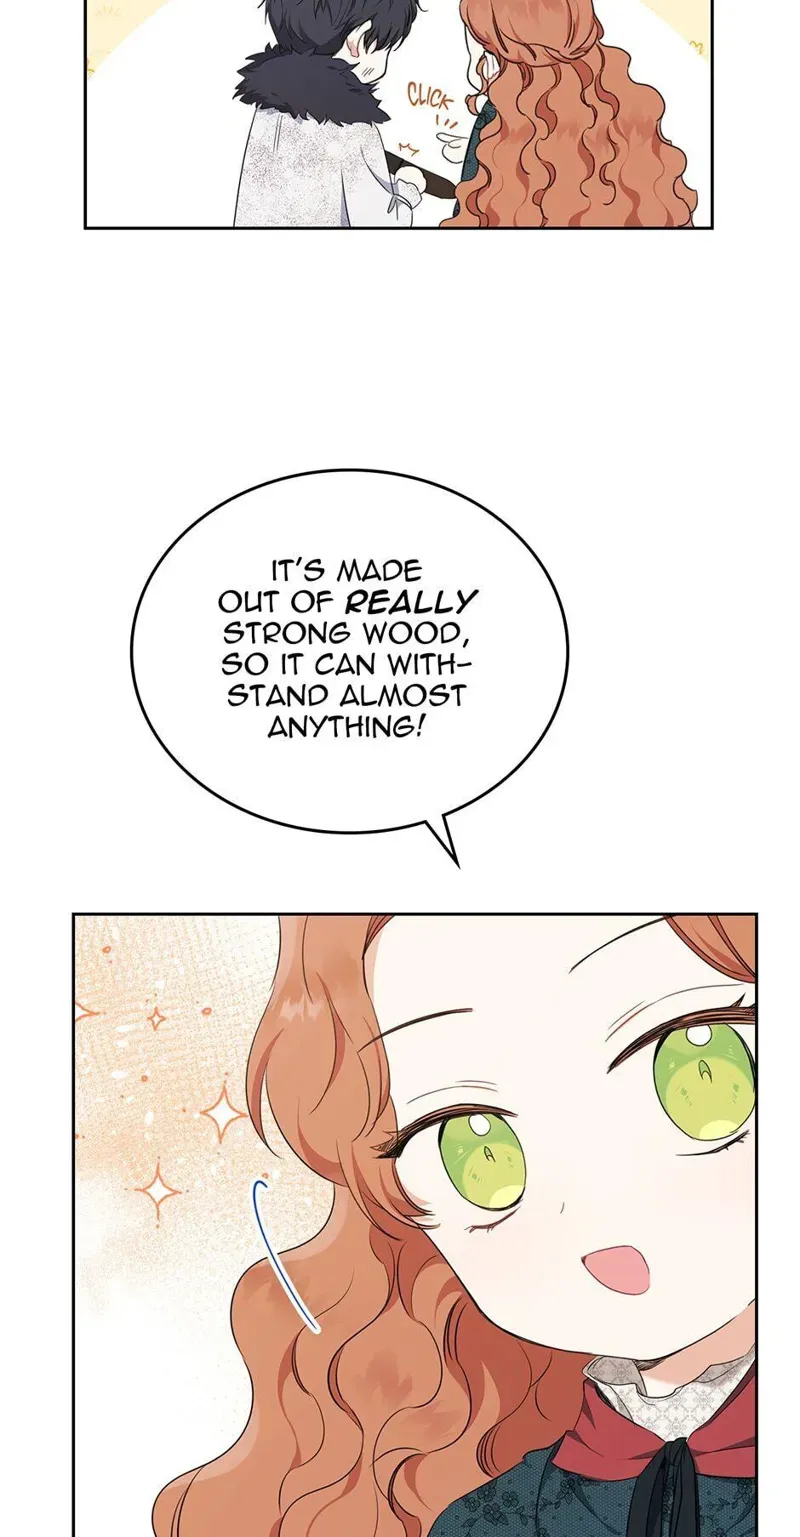 CLICK
IT'S MADE
OUT OF REALLY
STRONG WOOD,
SO IT CAN WITH-
STAND ALMOST
ANYTHING!